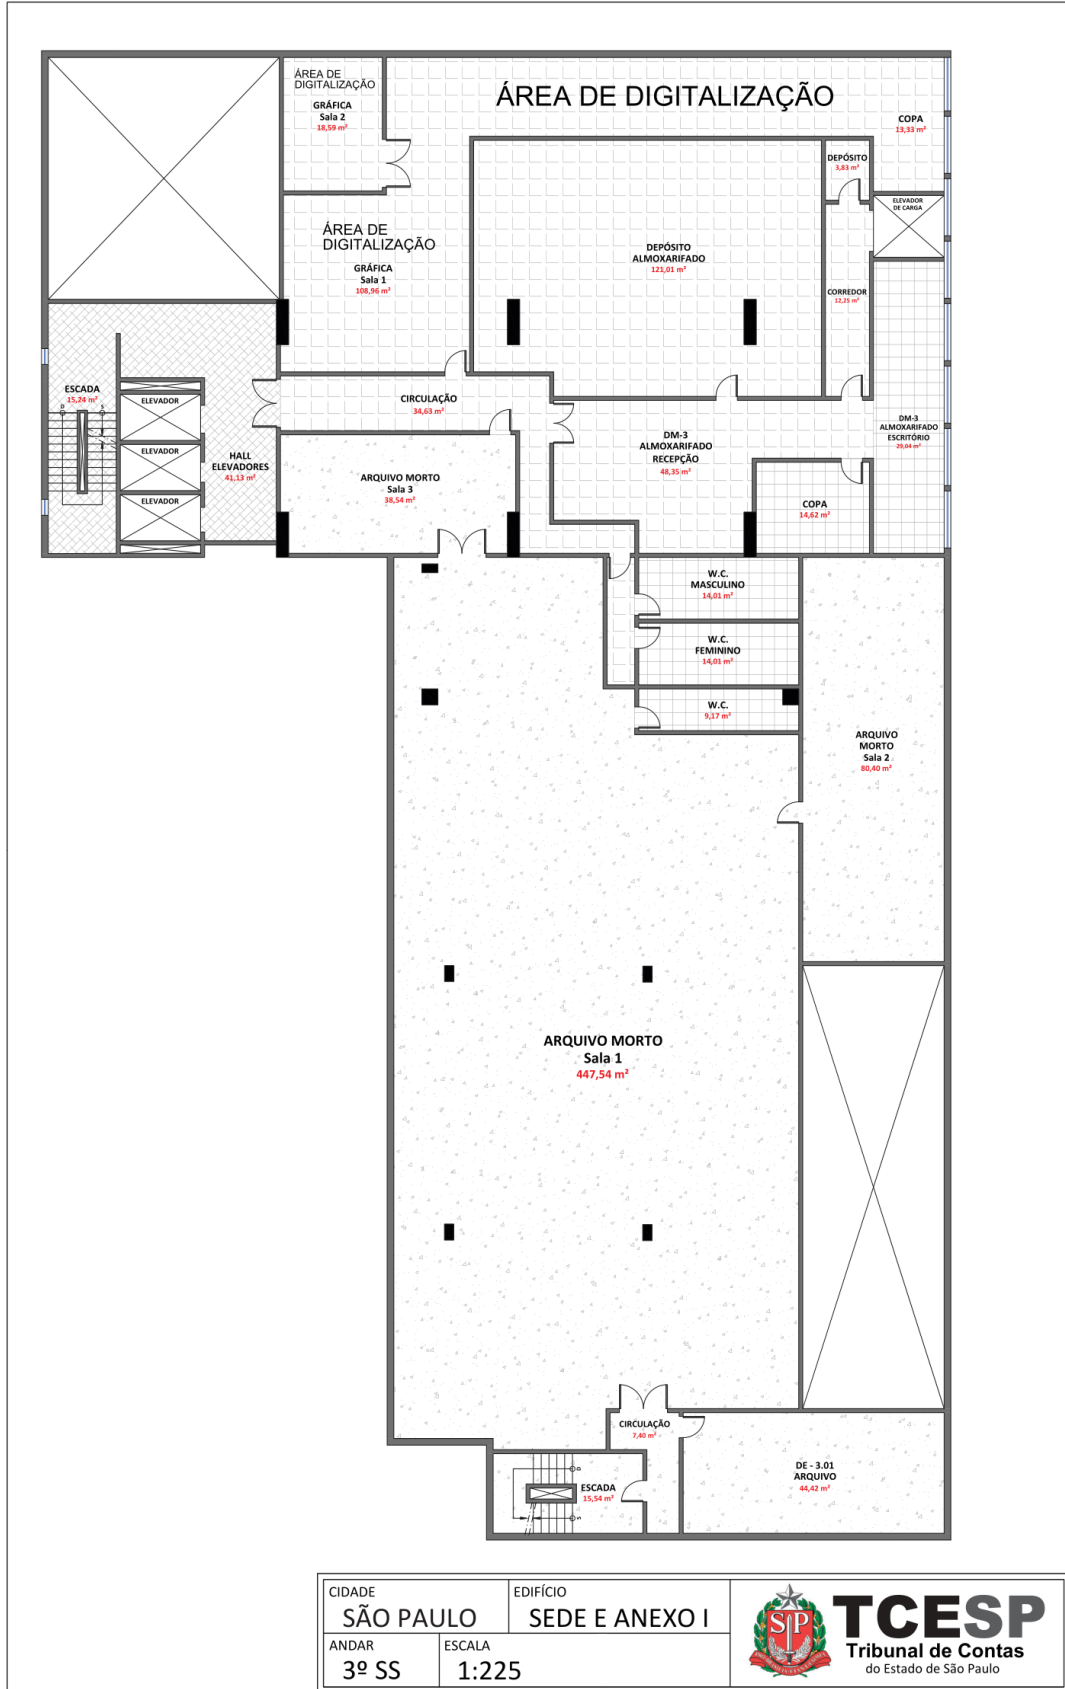 ÁREA DE
DIGITALIZAÇÃO
GRÁFICA
Sala 2
18,59 m²
ÁREA DE DIGITALIZAÇÃO
COPA
13,33 m²
DEPÓSITO
3,83 m²
ELEVADOR
DE CARGA
ÁREA DE
DIGITALIZAÇÃO
GRÁFICA
Sala 1
108,96 m²
DEPÓSITO
ALMOXARIFADO
121,01 m²
CORREDOR
12,25 m²
ESCADA
15,24 m²
D
S
ELEVADOR
ELEVADOR
ELEVADOR
HALL
ELEVADORES
41,13 m²
CIRCULAÇÃO
34,63 m²
DM-3
ALMOXARIFADO
RECEPÇÃO
48,35 m²
DM-3
ALMOXARIFADO
ESCRITÓRIO
29,04 m²
ARQUIVO MORTO
Sala 3
38,54 m²
COPA
14,62 m²
W.C.
MASCULINO
14,01 m²
W.C.
FEMININO
14,01 m²
W.C.
9,17 m²
ARQUIVO
MORTO
Sala 2
80,40 m²
ARQUIVO MORTO
Sala 1
447,54 m²
CIRCULAÇÃO
7,40 m²
DE - 3.01
ARQUIVO
44,42 m²
D
ESCADA
15,54 m²
S
CIDADE
SÃO PAULO
EDIFÍCIO
SEDE E ANEXO I
ANDAR
3º SS
ESCALA
1:225
SP
TCESP
Tribunal de Contas
do Estado de São Paulo